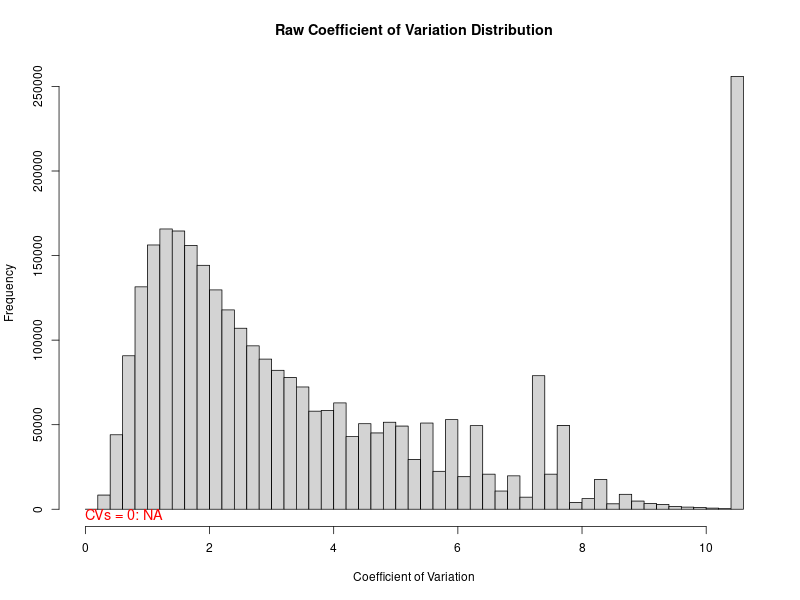 Raw Coefficient of Variation Distribution
Frequency
250000
200000
150000
100000
50000
0
CVs = 0: NA
0 2 4 6 8 10
Coefficient of Variation